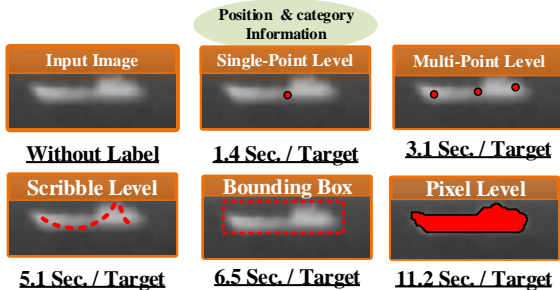 Position & category
Information
Input Image
Single-Point Level
Multi-Point Level
Without Label
1.4 Sec. / Target
3.1 Sec. / Target
Scribble Level
Bounding Box
Pixel Level
5.1 Sec. / Target
6.5 Sec. / Target
11.2 Sec. / Target